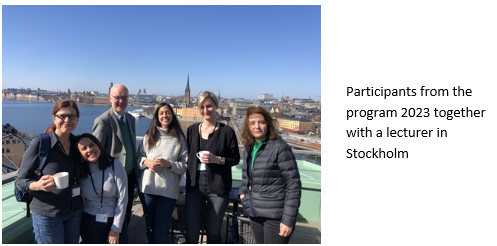 Participants from the
program 2023 together
with a lecturer in
Stockholm